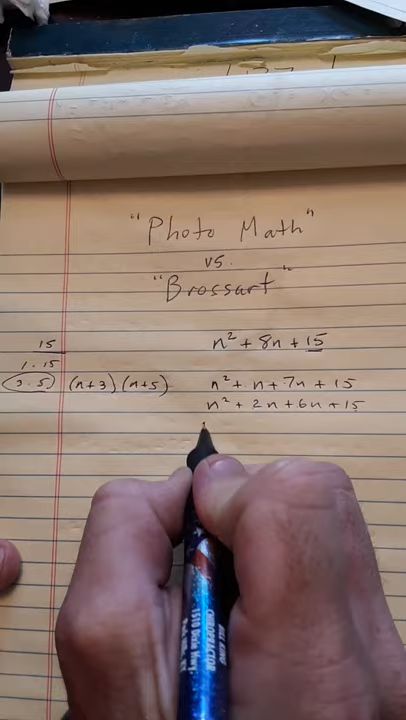 "Photo Math"
vs.
"Brossart"
15
1 · 15
3 · 5 (n+3) (n+5)
n² + 8n + 15
n² + n + 7n + 15
n² + 2n + 6n + 15
CHIROPRACTOR